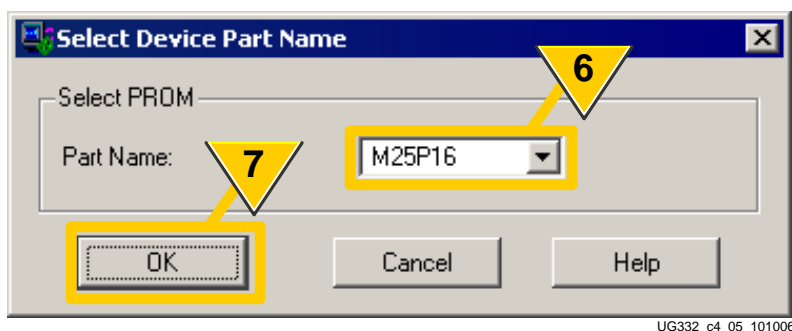 Select Device Part Name
6
Select PROM
Part Name:
M25P16
7
OK
Cancel
Help
UG332_c4_05_101006